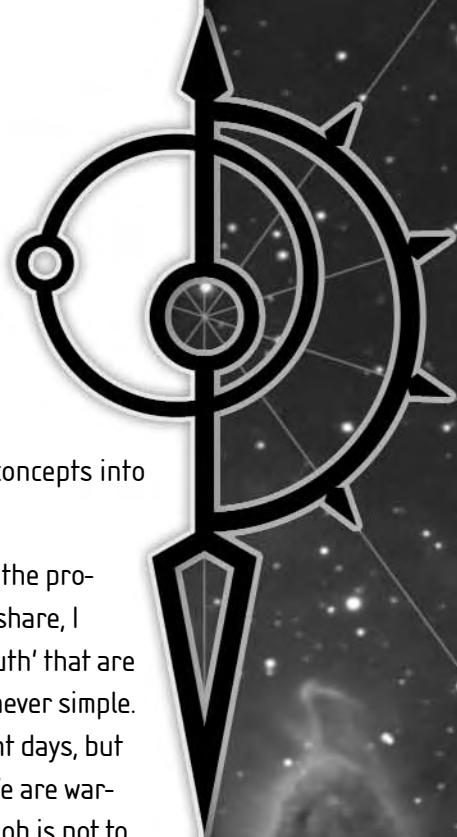 concepts into
the pro-
share, I
uth' that are
never simple.
nt days, but
e are war-
ob is not to